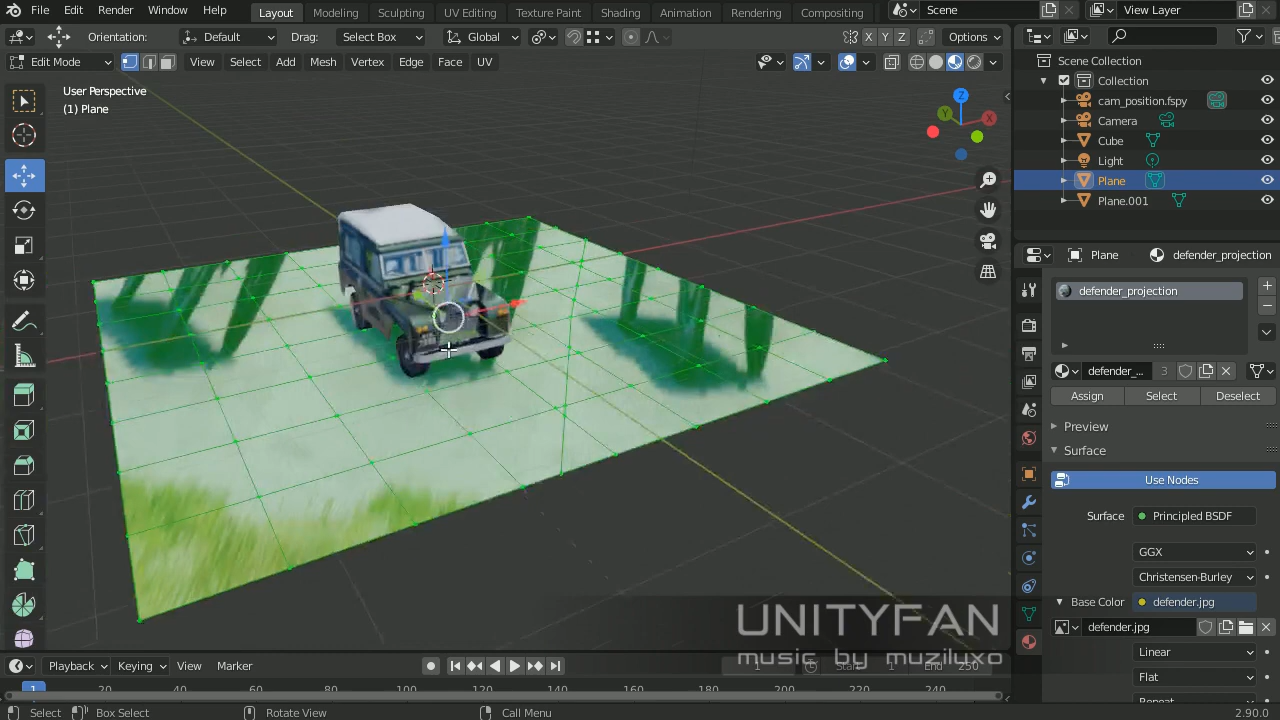 File Edit Render Window Help Layout Modeling Sculpting UV Editing Texture Paint Shading Animation Rendering Compositing Scene View Layer
Orientation: Default Drag: Select Box Global X Y Z Options
Edit Mode View Select Add Mesh Vertex Edge Face UV
User Perspective
(1) Plane
Z
Y
X
Scene Collection
Collection
cam_position.fspy
Camera
Cube
Light
Plane
Plane.001
Plane defender_projection
defender_projection
defender_... 3
Assign Select Deselect
Preview
Surface
Use Nodes
Surface Principled BSDF
GGX
Christensen-Burley
Base Color defender.jpg
defender.jpg
Linear
Flat
Repeat
UNITYFAN
music by muziluxo
Playback Keying View Marker 1 Start 1 End 250
1 20 40 60 80 100 120 140 160 180 200 220 240
Select Box Select Rotate View Call Menu 2.90.0